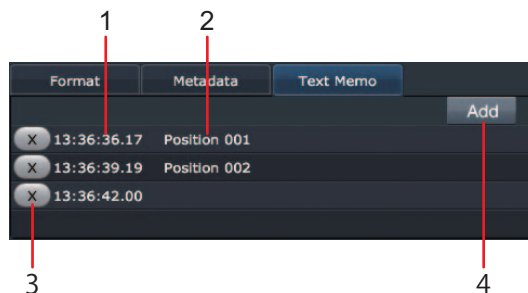 1 2
Format Metadata Text Memo
Add
X 13:36:36.17 Position 001
X 13:36:39.19 Position 002
X 13:36:42.00
3 4